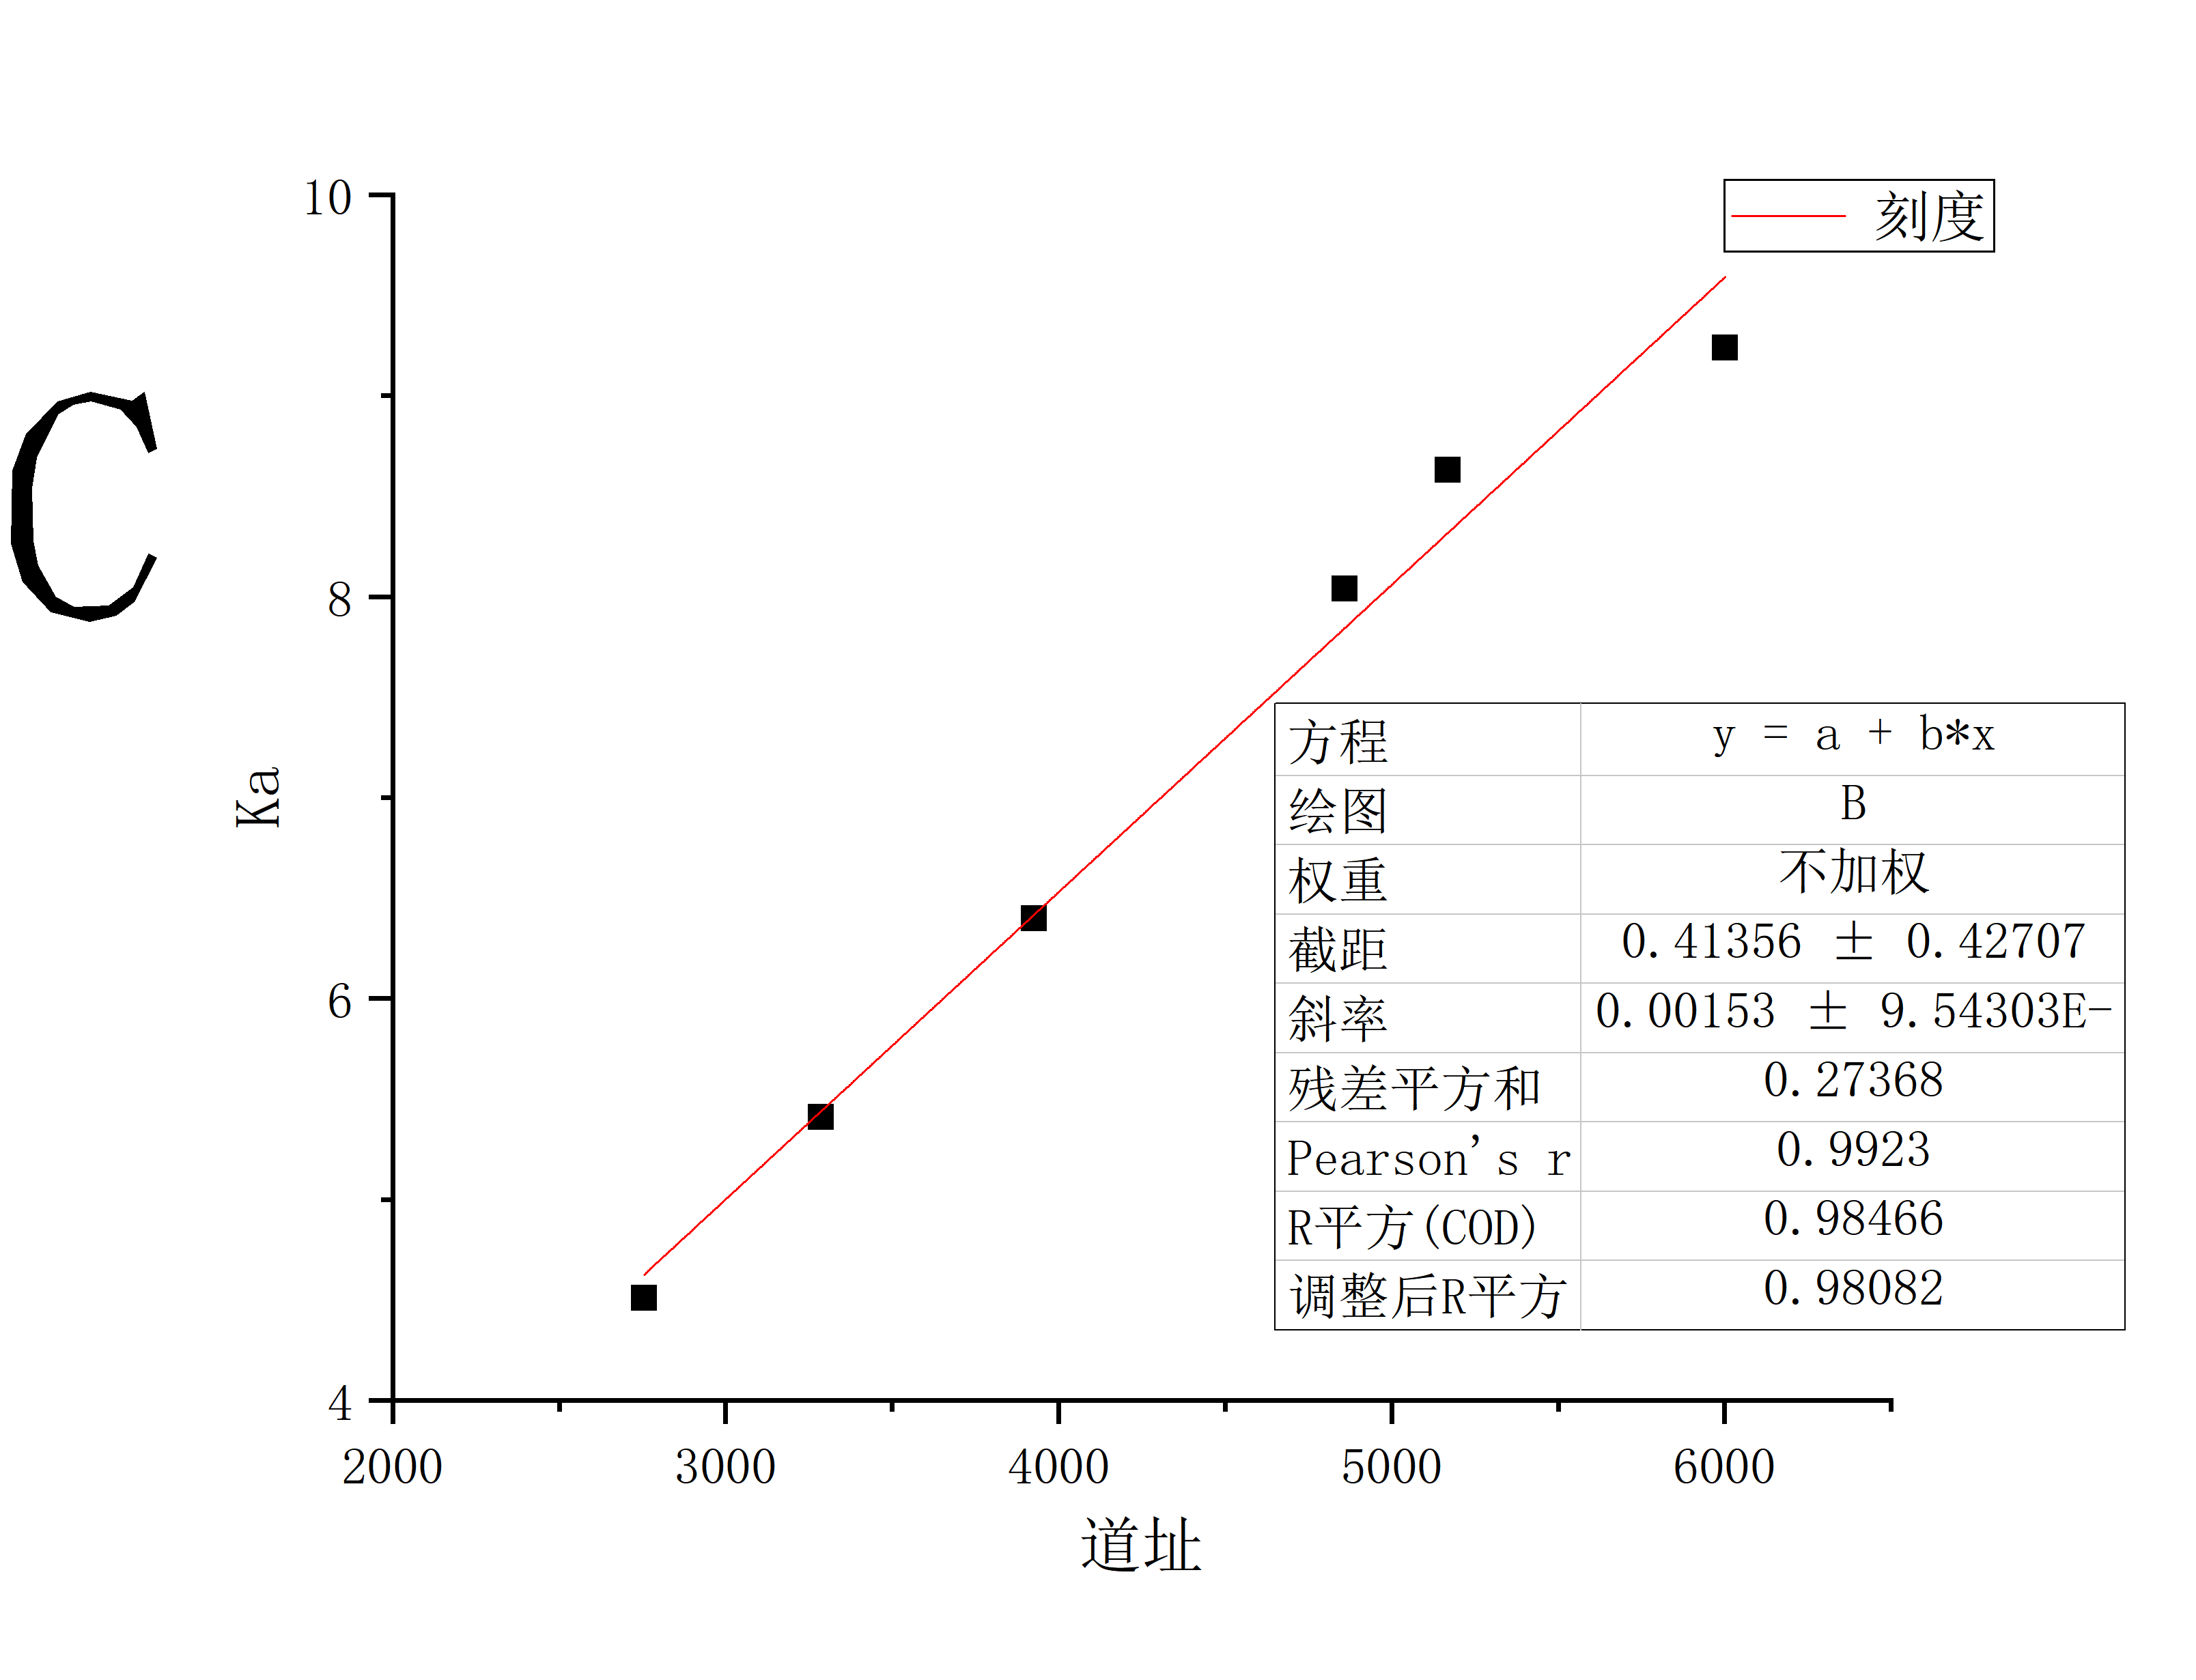 C
刻度
10
8
6
4
Ka
2000 3000 4000 5000 6000
道址
方程 y = a + b*x
绘图 B
权重 不加权
截距 0.41356 ± 0.42707
斜率 0.00153 ± 9.54303E-
残差平方和 0.27368
Pearson's r 0.9923
R平方(COD) 0.98466
调整后R平方 0.98082